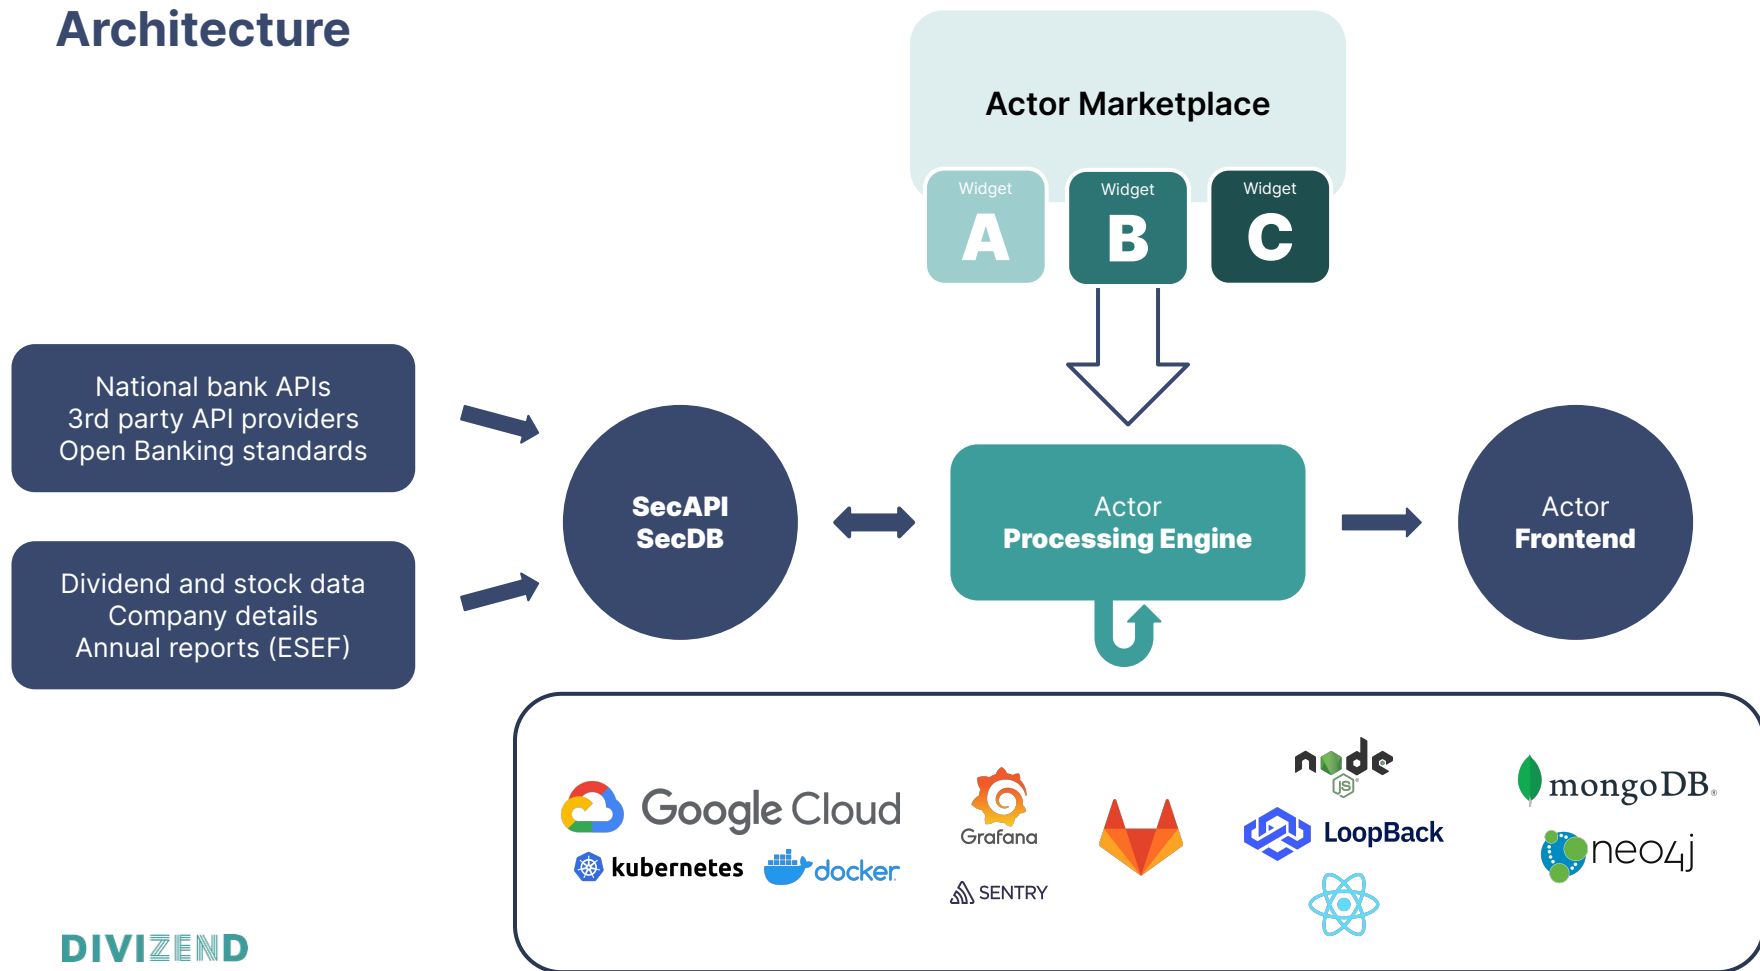 Architecture
Actor Marketplace
Widget
A
Widget
B
Widget
C
National bank APIs
3rd party API providers
Open Banking standards
Dividend and stock data
Company details
Annual reports (ESEF)
SecAPI
SecDB
Actor
Processing Engine
Actor
Frontend
Google Cloud
kubernetes
docker
Grafana
SENTRY
node
JS
LoopBack
mongoDB®
neo4j
DIVIZEND